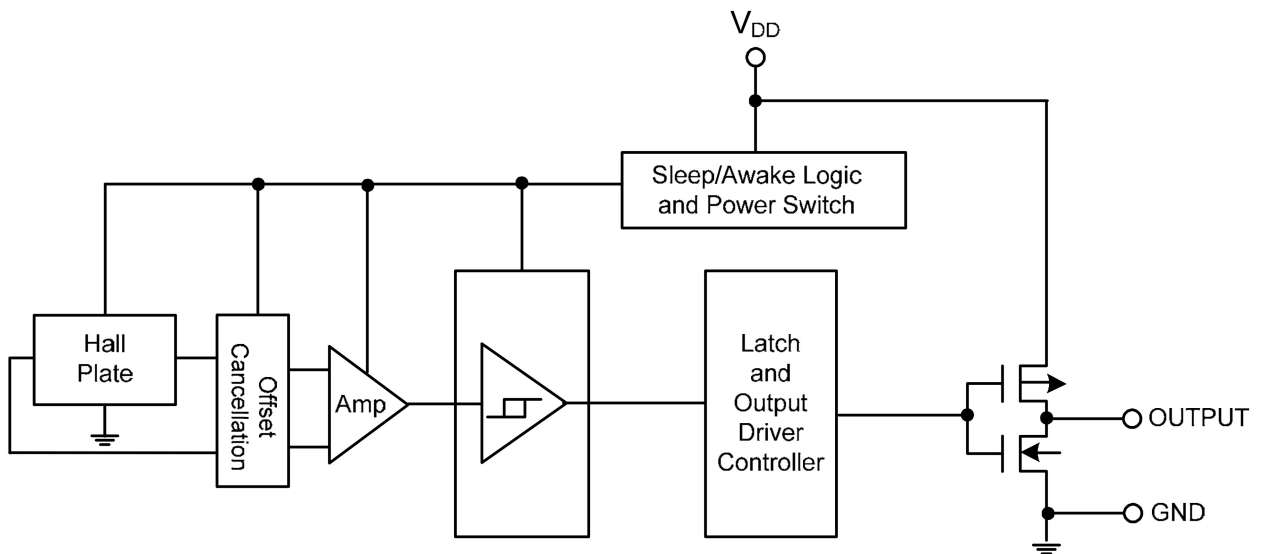 VDD
Sleep/Awake Logic
and Power Switch
Hall
Plate
Offset
Cancellation
Amp
Latch
and
Output
Driver
Controller
OUTPUT
GND